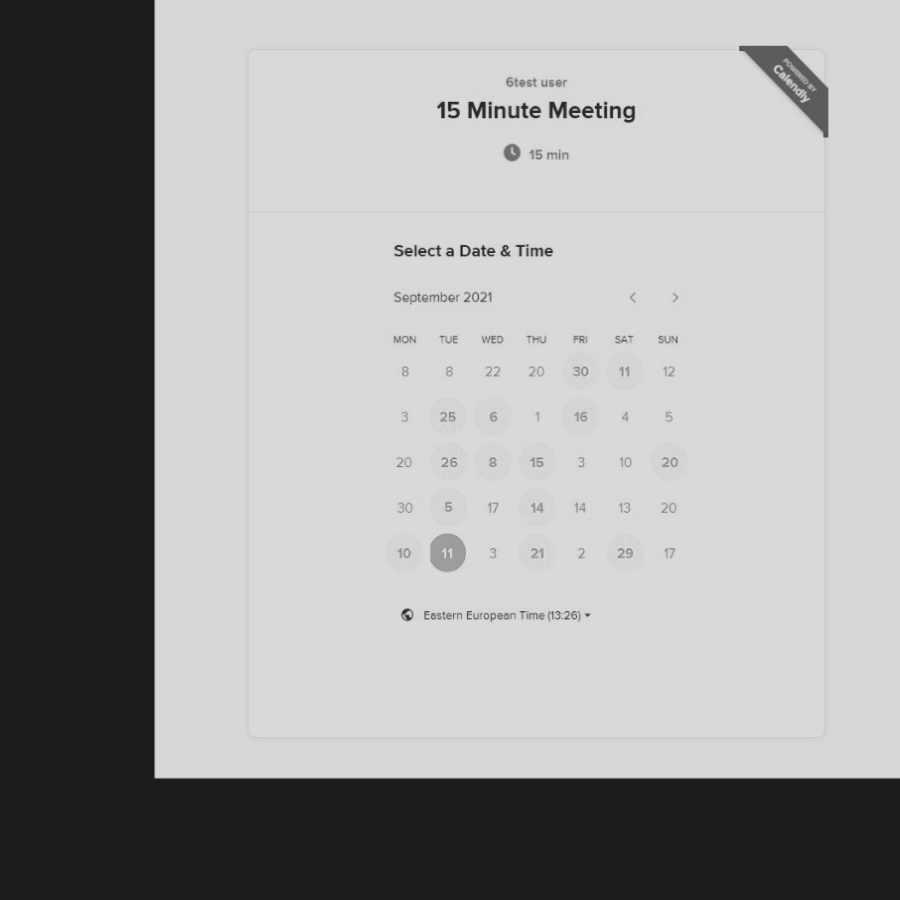 POWERED BY
Calendly
6test user
15 Minute Meeting
15 min
Select a Date & Time
September 2021
MON TUE WED THU FRI SAT SUN
8 8 22 20 30 11 12
3 25 6 1 16 4 5
20 26 8 15 3 10 20
30 5 17 14 14 13 20
10 11 3 21 2 29 17
Eastern European Time (13:26)